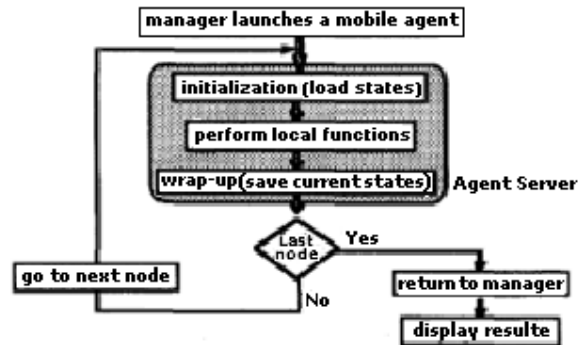 manager launches a mobile agent
initialization (load states)
perform local functions
wrap-up(save current states)
Agent Server
Last
node
Yes
No
go to next node
return to manager
display resulte